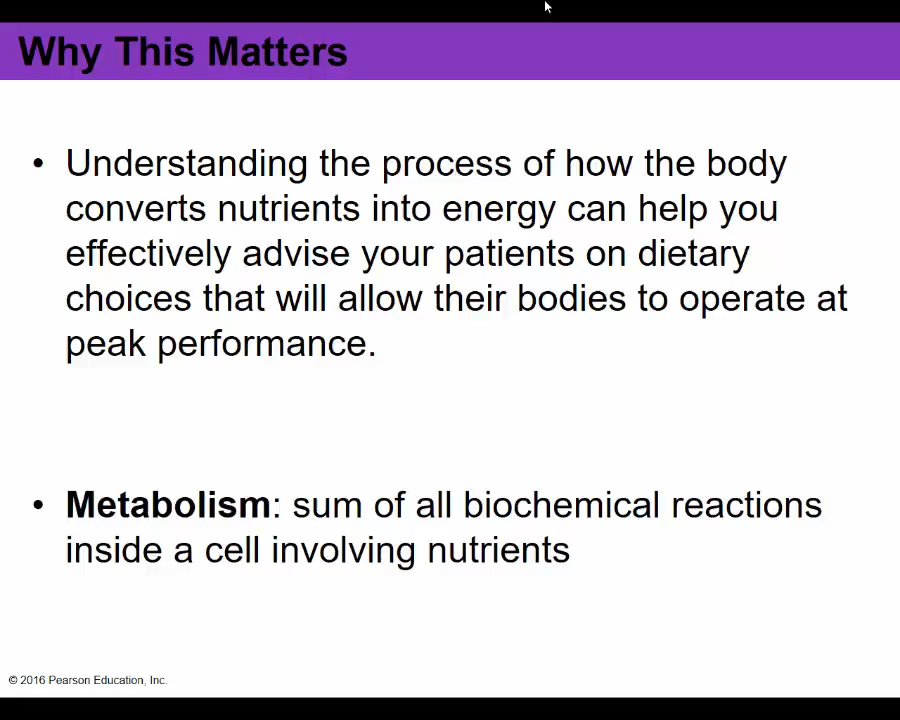 Why This Matters
• Understanding the process of how the body
converts nutrients into energy can help you
effectively advise your patients on dietary
choices that will allow their bodies to operate at
peak performance.
• Metabolism: sum of all biochemical reactions
inside a cell involving nutrients
© 2016 Pearson Education, Inc.